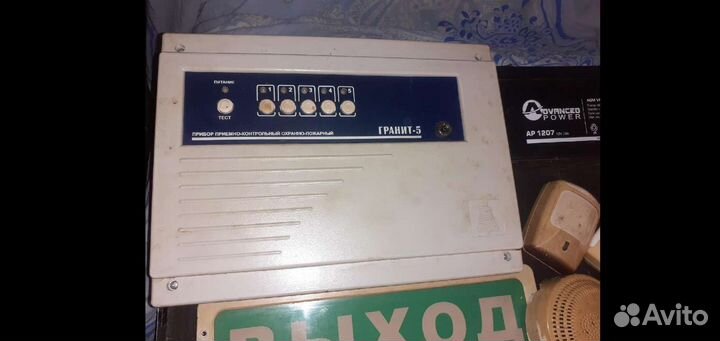 ПИТАНИЕ
1 2 3 4 5
ТЕСТ
ПРИБОР ПРИЕМНО-КОНТРОЛЬНЫЙ ОХРАННО-ПОЖАРНЫЙ
ГРАНИТ-5
ADVANCED
POWER
AP 1207
ВЫХОД
Avito